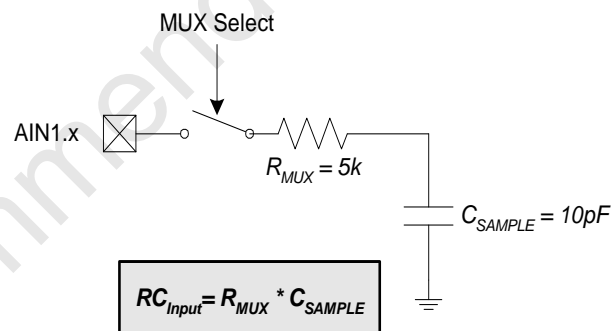 MUX Select
AIN1.x
R_MUX = 5k
C_SAMPLE = 10pF
RC_Input= R_MUX * C_SAMPLE